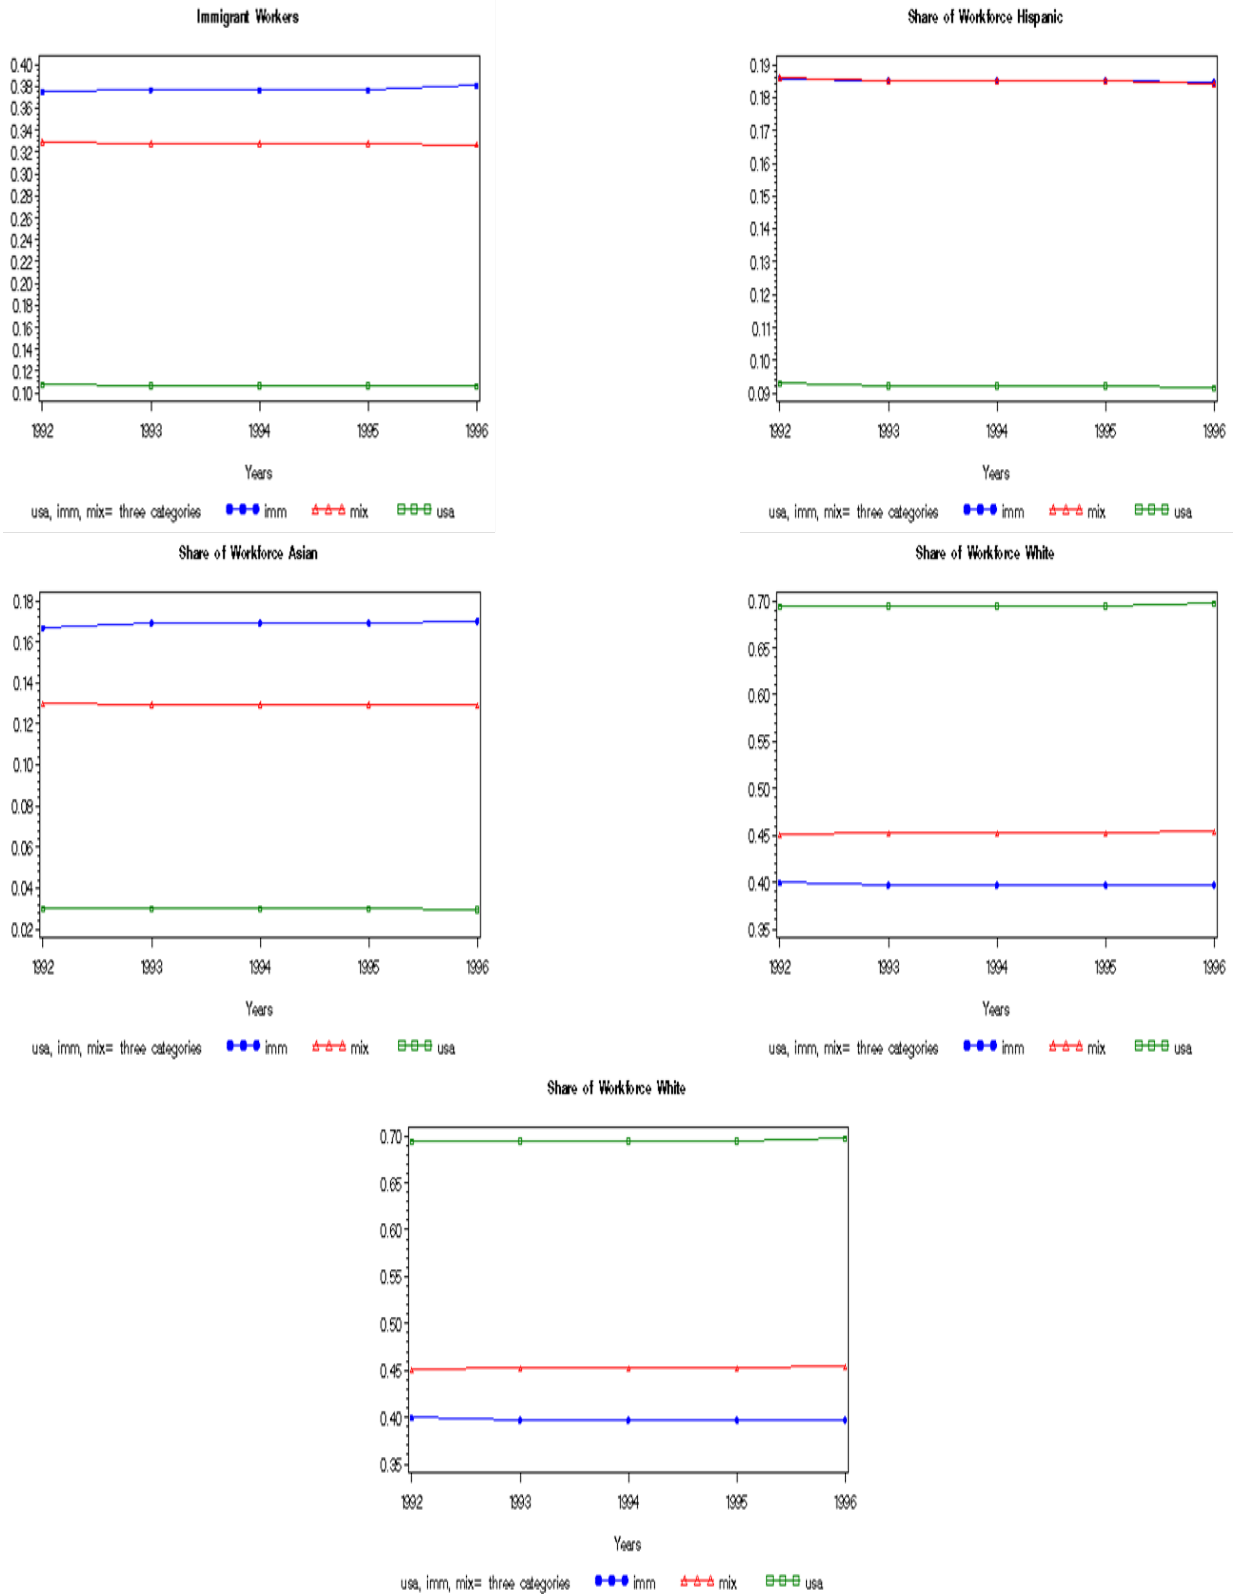 Immigrant Workers
0.40
0.38
0.36
0.34
0.32
0.30
0.28
0.26
0.24
0.22
0.20
0.18
0.16
0.14
0.12
0.10
1992 1993 1994 1995 1996
Years
usa, imm, mix= three categories imm mix usa
Share of Workforce Hispanic
0.19
0.18
0.17
0.16
0.15
0.14
0.13
0.12
0.11
0.10
0.09
1992 1993 1994 1995 1996
Years
usa, imm, mix= three categories imm mix usa
Share of Workforce Asian
0.18
0.16
0.14
0.12
0.10
0.08
0.06
0.04
0.02
1992 1993 1994 1995 1996
Years
usa, imm, mix= three categories imm mix usa
Share of Workforce White
0.70
0.65
0.60
0.55
0.50
0.45
0.40
0.35
1992 1993 1994 1995 1996
Years
usa, imm, mix= three categories imm mix usa
Share of Workforce White
0.70
0.65
0.60
0.55
0.50
0.45
0.40
0.35
1992 1993 1994 1995 1996
Years
usa, imm, mix= three categories imm mix usa